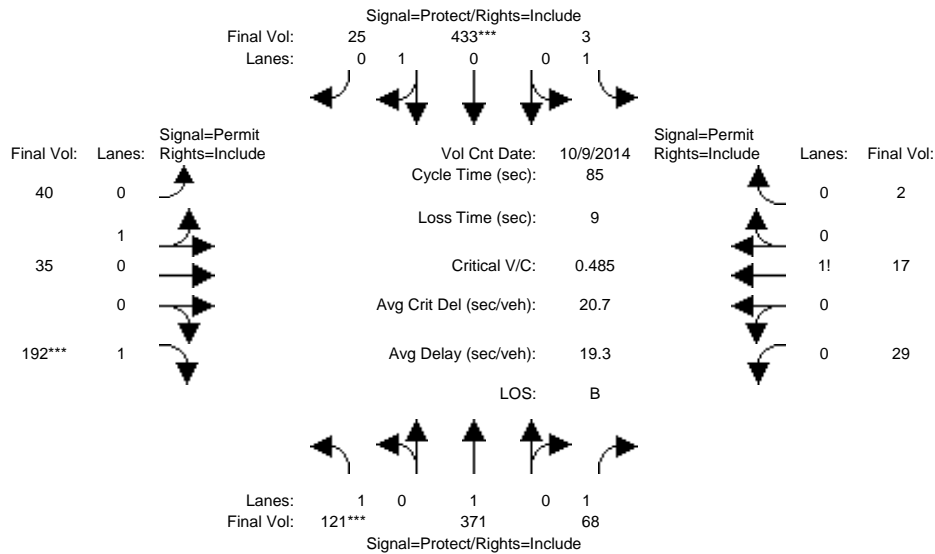 Signal=Protect/Rights=Include
Final Vol: 25 433*** 3
Lanes: 0 1 0 0 1
Signal=Permit Signal=Permit
Final Vol: Lanes: Rights=Include Vol Cnt Date: 10/9/2014 Rights=Include Lanes: Final Vol:
Cycle Time (sec): 85
40 0 0 2
Loss Time (sec): 9
1 0
35 0 Critical V/C: 0.485 1! 17
0 Avg Crit Del (sec/veh): 20.7 0
192*** 1 Avg Delay (sec/veh): 19.3 0 29
LOS: B
Lanes: 1 0 1 0 1
Final Vol: 121*** 371 68
Signal=Protect/Rights=Include